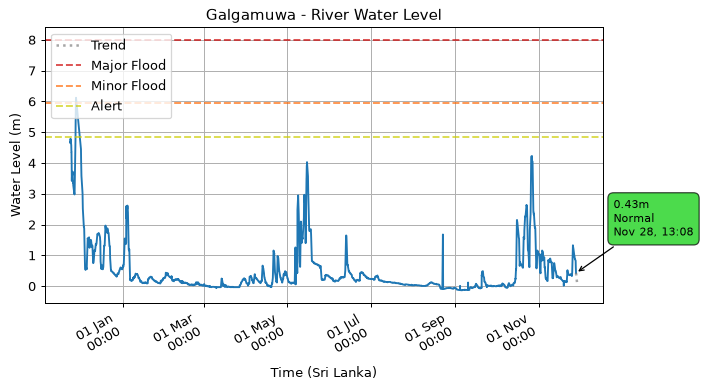 Galgamuwa - River Water Level
Trend
Major Flood
Minor Flood
Alert
8
7
6
5
4
3
2
1
0
Water Level (m)
0.43m
Normal
Nov 28, 13:08
01 Jan
00:00
01 Mar
00:00
01 May
00:00
01 Jul
00:00
01 Sep
00:00
01 Nov
00:00
Time (Sri Lanka)